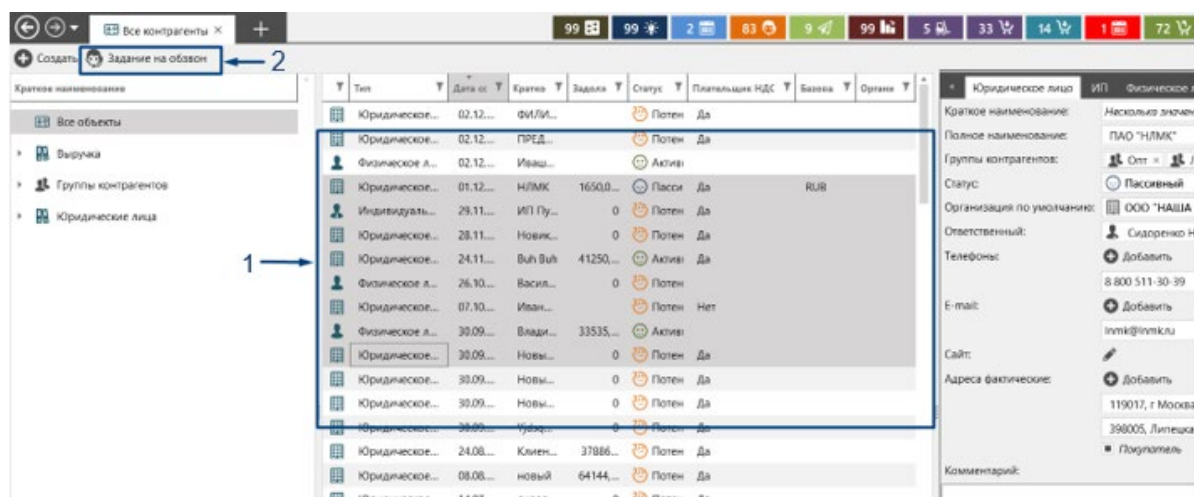 Все контрагенты × +
99 99 2 83 9 99 5 33 14 1 72
Создать Задание на обзвон 2
Краткое наименование
Все объекты
Выручка
Группы контрагентов
Юридические лица
1
Тип Дата сс Кратко Задолж Статус Плательщик НДС Базова Органи
Юридическое... 02.12.... ФИЛИ... Потен Да
Юридическое... 02.12.... ПРЕД... Потен Да
Физическое л... 02.12.... Иваш... Активн
Юридическое... 01.12.... НЛМК 1650,0... Пасси Да RUB
Индивидуаль... 29.11.... ИП Пу... 0 Потен Да
Юридическое... 28.11.... Новик... 0 Потен Да
Юридическое... 24.11.... Buh Buh 41250,... Активн Да
Физическое л... 26.10.... Васил... 0 Потен
Юридическое... 07.10.... Иван... Потен Нет
Физическое л... 30.09.... Влади... 33535,... Активн
Юридическое... 30.09.... Новы... 0 Потен Да
Юридическое... 30.09.... Новы... 0 Потен Да
Юридическое... 30.09.... Новы... 0 Потен Да
Юридическое... 30.09.... 0 Потен Да
Юридическое... 24.08.... Клиен... 37886... Потен Да
Юридическое... 08.08.... новый 64144,... Потен Да
Юридическое лицо ИП Физическое л
Краткое наименование: Несколько значен
Полное наименование: ПАО "НЛМК"
Группы контрагентов: Опт ×
Статус: Пассивный
Организация по умолчанию: ООО "НАША
Ответственный: Сидоренко Н
Телефоны: Добавить
8 800 511-30-39
E-mail: Добавить
lnmk@lnmk.ru
Сайт:
Адреса фактические: Добавить
119017, г Москва
398005, Липецка
Покупатель
Комментарий: